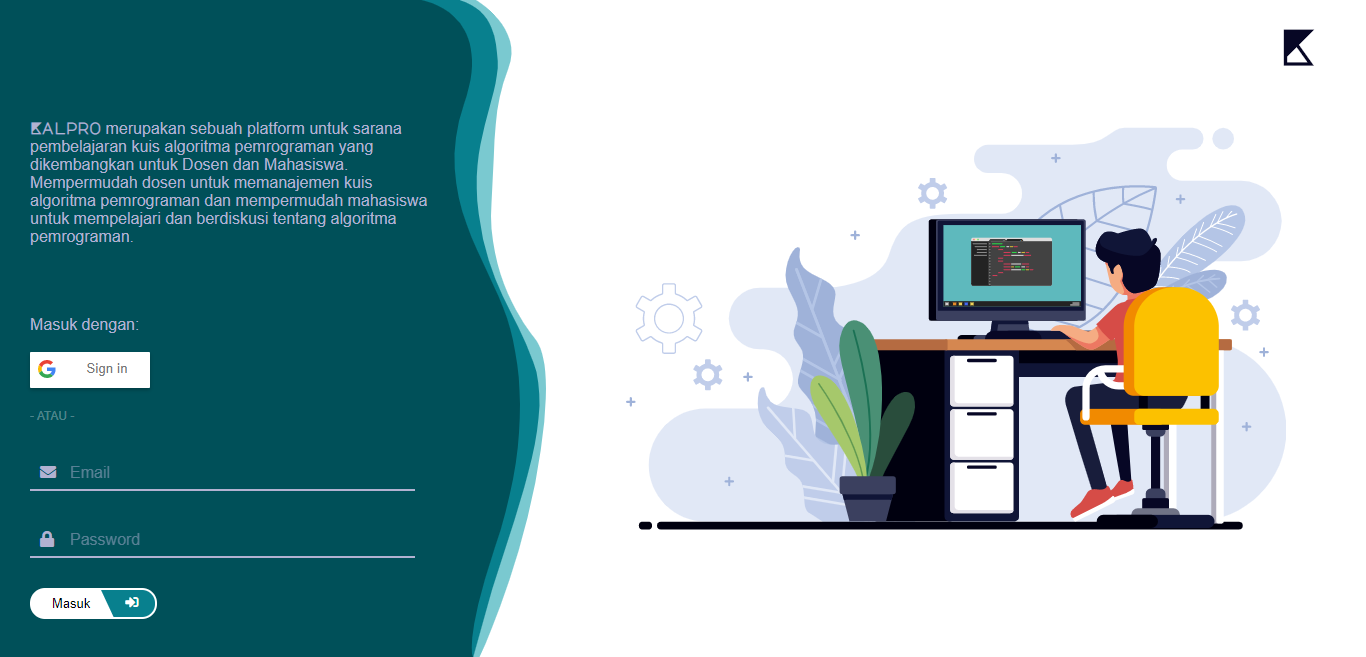 KALPRO merupakan sebuah platform untuk sarana
pembelajaran kuis algoritma pemrograman yang
dikembangkan untuk Dosen dan Mahasiswa.
Mempermudah dosen untuk memanajemen kuis
algoritma pemrograman dan mempermudah mahasiswa
untuk mempelajari dan berdiskusi tentang algoritma
pemrograman.
Masuk dengan:
Sign in
- ATAU -
Email
Password
Masuk